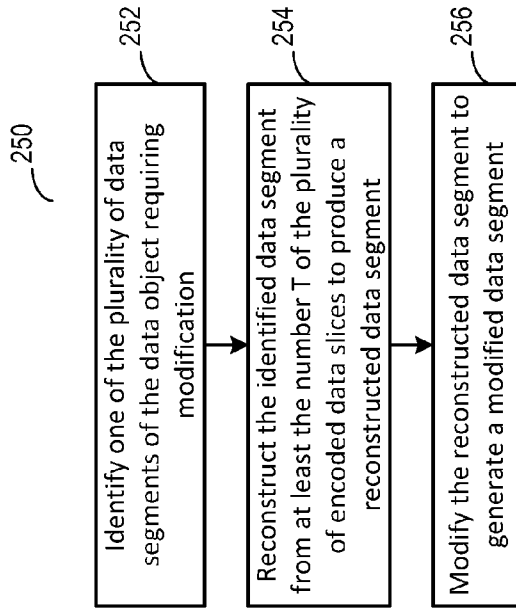 250
252
Identify one of the plurality of data
segments of the data object requiring
modification
254
Reconstruct the identified data segment
from at least the number T of the plurality
of encoded data slices to produce a
reconstructed data segment
256
Modify the reconstructed data segment to
generate a modified data segment